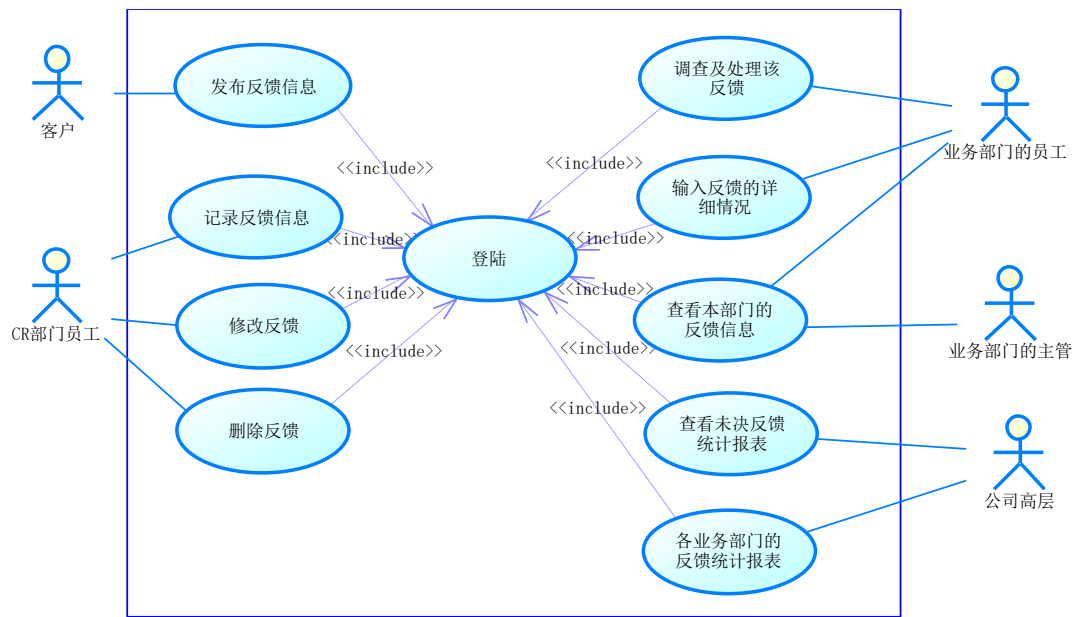 发布反馈信息
调查及处理该
反馈
客户
业务部门的员工
<<include>>
<<include>>
输入反馈的详
细情况
记录反馈信息
<<include>>
<<include>>
登陆
<<include>>
<<include>>
查看本部门的
反馈信息
修改反馈
CR部门员工
<<include>>
<<include>>
业务部门的主管
<<include>>
删除反馈
查看未决反馈
统计报表
公司高层
各业务部门的
反馈统计报表